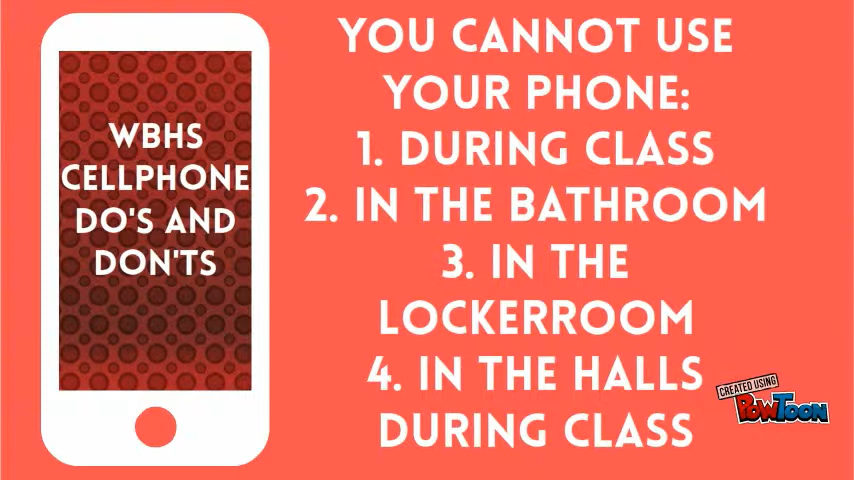 WBHS
CELLPHONE
DO'S AND
DON'TS
YOU CANNOT USE
YOUR PHONE:
1. DURING CLASS
2. IN THE BATHROOM
3. IN THE
LOCKERROOM
4. IN THE HALLS
DURING CLASS
CREATED USING
POWTOON